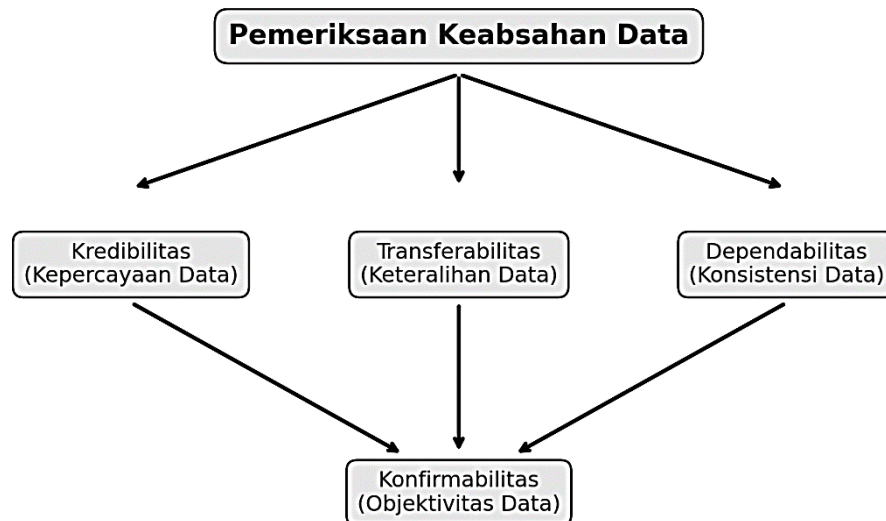 Pemeriksaan Keabsahan Data
Kredibilitas
(Kepercayaan Data)
Transferabilitas
(Keteralihan Data)
Dependabilitas
(Konsistensi Data)
Konfirmabilitas
(Objektivitas Data)